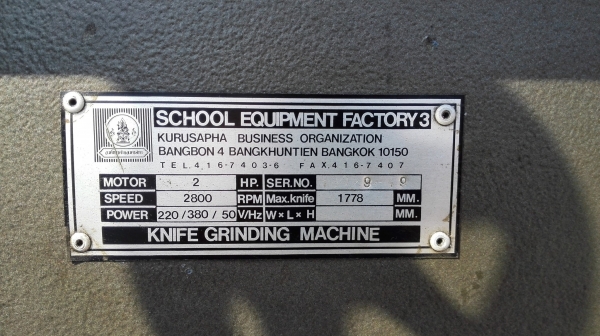 SCHOOL EQUIPMENT FACTORY 3
KURUSAPHA BUSINESS ORGANIZATION
BANGBON 4 BANGKHUNTIEN BANGKOK 10150
TEL.416-7403-6 FAX.416-7407
MOTOR 2 HP. SER.NO. 9 9
SPEED 2800 RPM Max.knife 1778 MM.
POWER 220/380/50 V/Hz W×L×H MM.
KNIFE GRINDING MACHINE